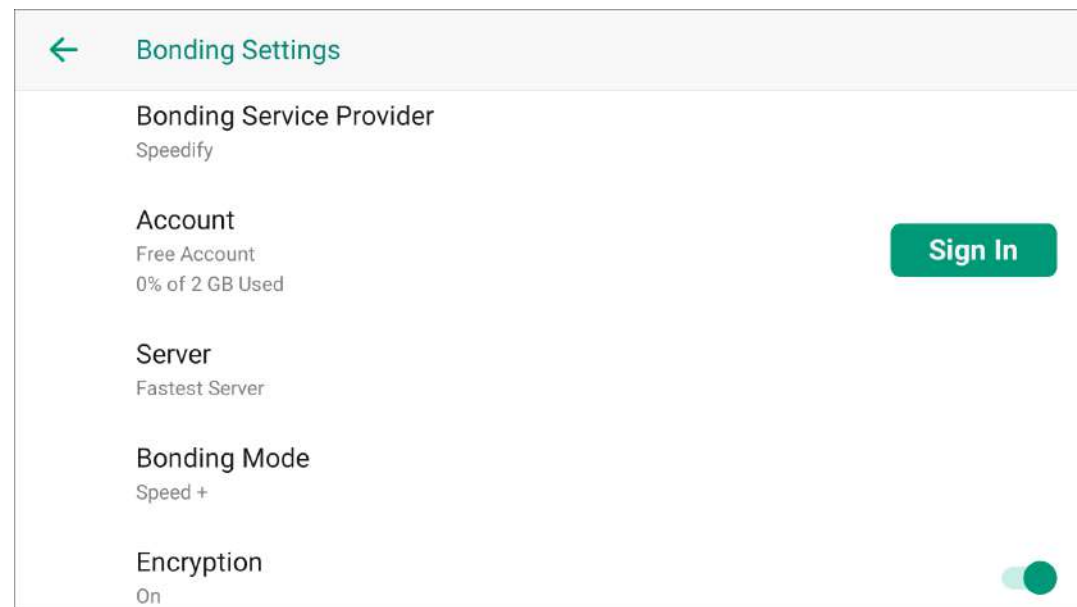 Bonding Settings
Bonding Service Provider
Speedify
Account
Free Account
0% of 2 GB Used
Sign In
Server
Fastest Server
Bonding Mode
Speed +
Encryption
On